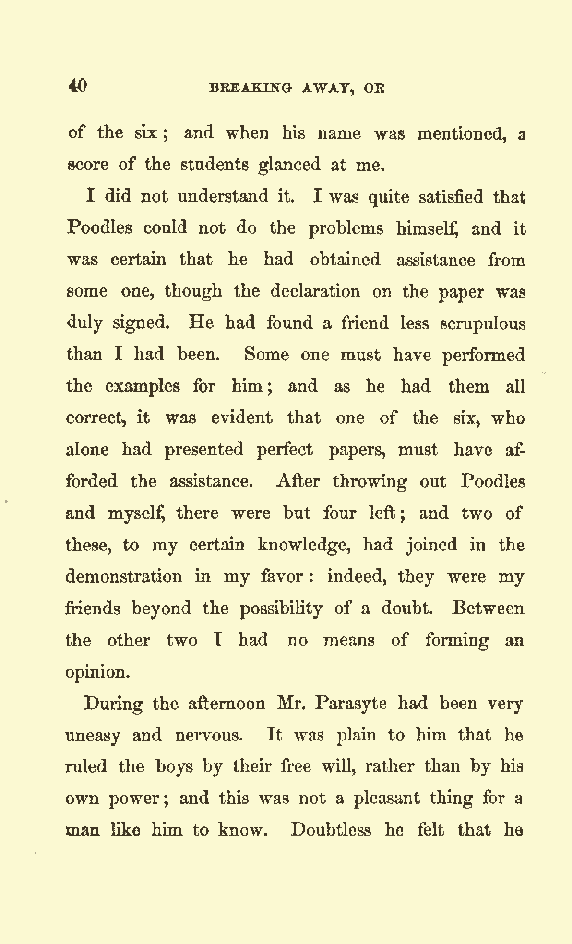 40 BREAKING AWAY, OR
of the six ; and when his name was mentioned, a
score of the students glanced at me.
I did not understand it. I was quite satisfied that
Poodles could not do the problems himself, and it
was certain that he had obtained assistance from
some one, though the declaration on the paper was
duly signed. He had found a friend less scrupulous
than I had been. Some one must have performed
the examples for him; and as he had them all
correct, it was evident that one of the six, who
alone had presented perfect papers, must have af-
forded the assistance. After throwing out Poodles
and myself, there were but four left; and two of
these, to my certain knowledge, had joined in the
demonstration in my favor : indeed, they were my
friends beyond the possibility of a doubt. Between
the other two I had no means of forming an
opinion.
During the afternoon Mr. Parasyte had been very
uneasy and nervous. It was plain to him that he
ruled the boys by their free will, rather than by his
own power; and this was not a pleasant thing for a
man like him to know. Doubtless he felt that he